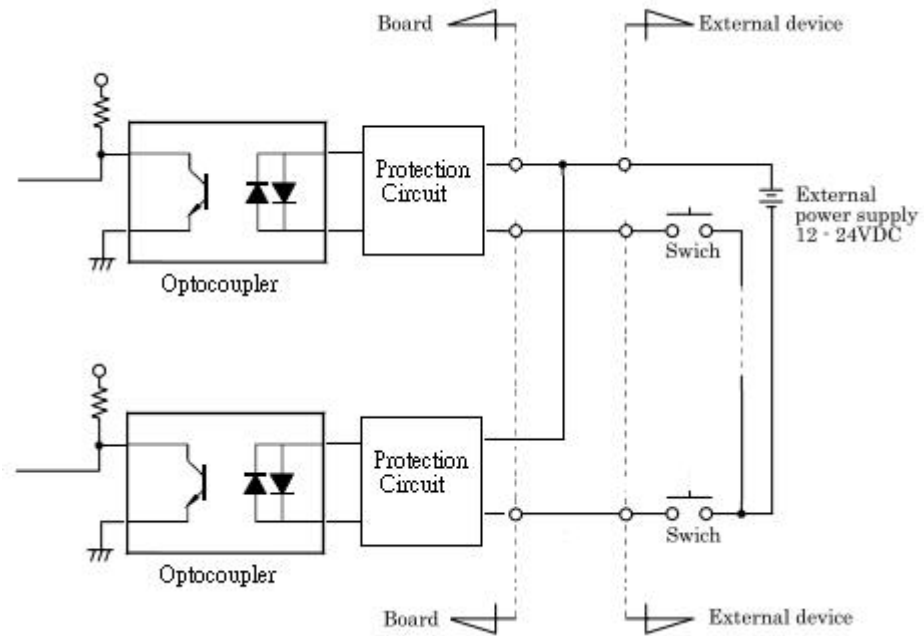 Board
External device
Protection
Circuit
External
power supply
12 - 24VDC
Swich
Optocoupler
Protection
Circuit
Swich
Optocoupler
Board
External device